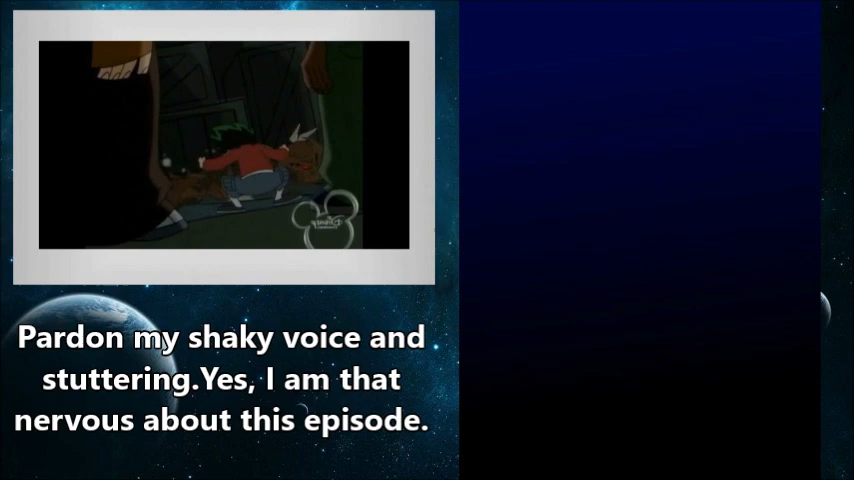 Pardon my shaky voice and
stuttering.Yes, I am that
nervous about this episode.